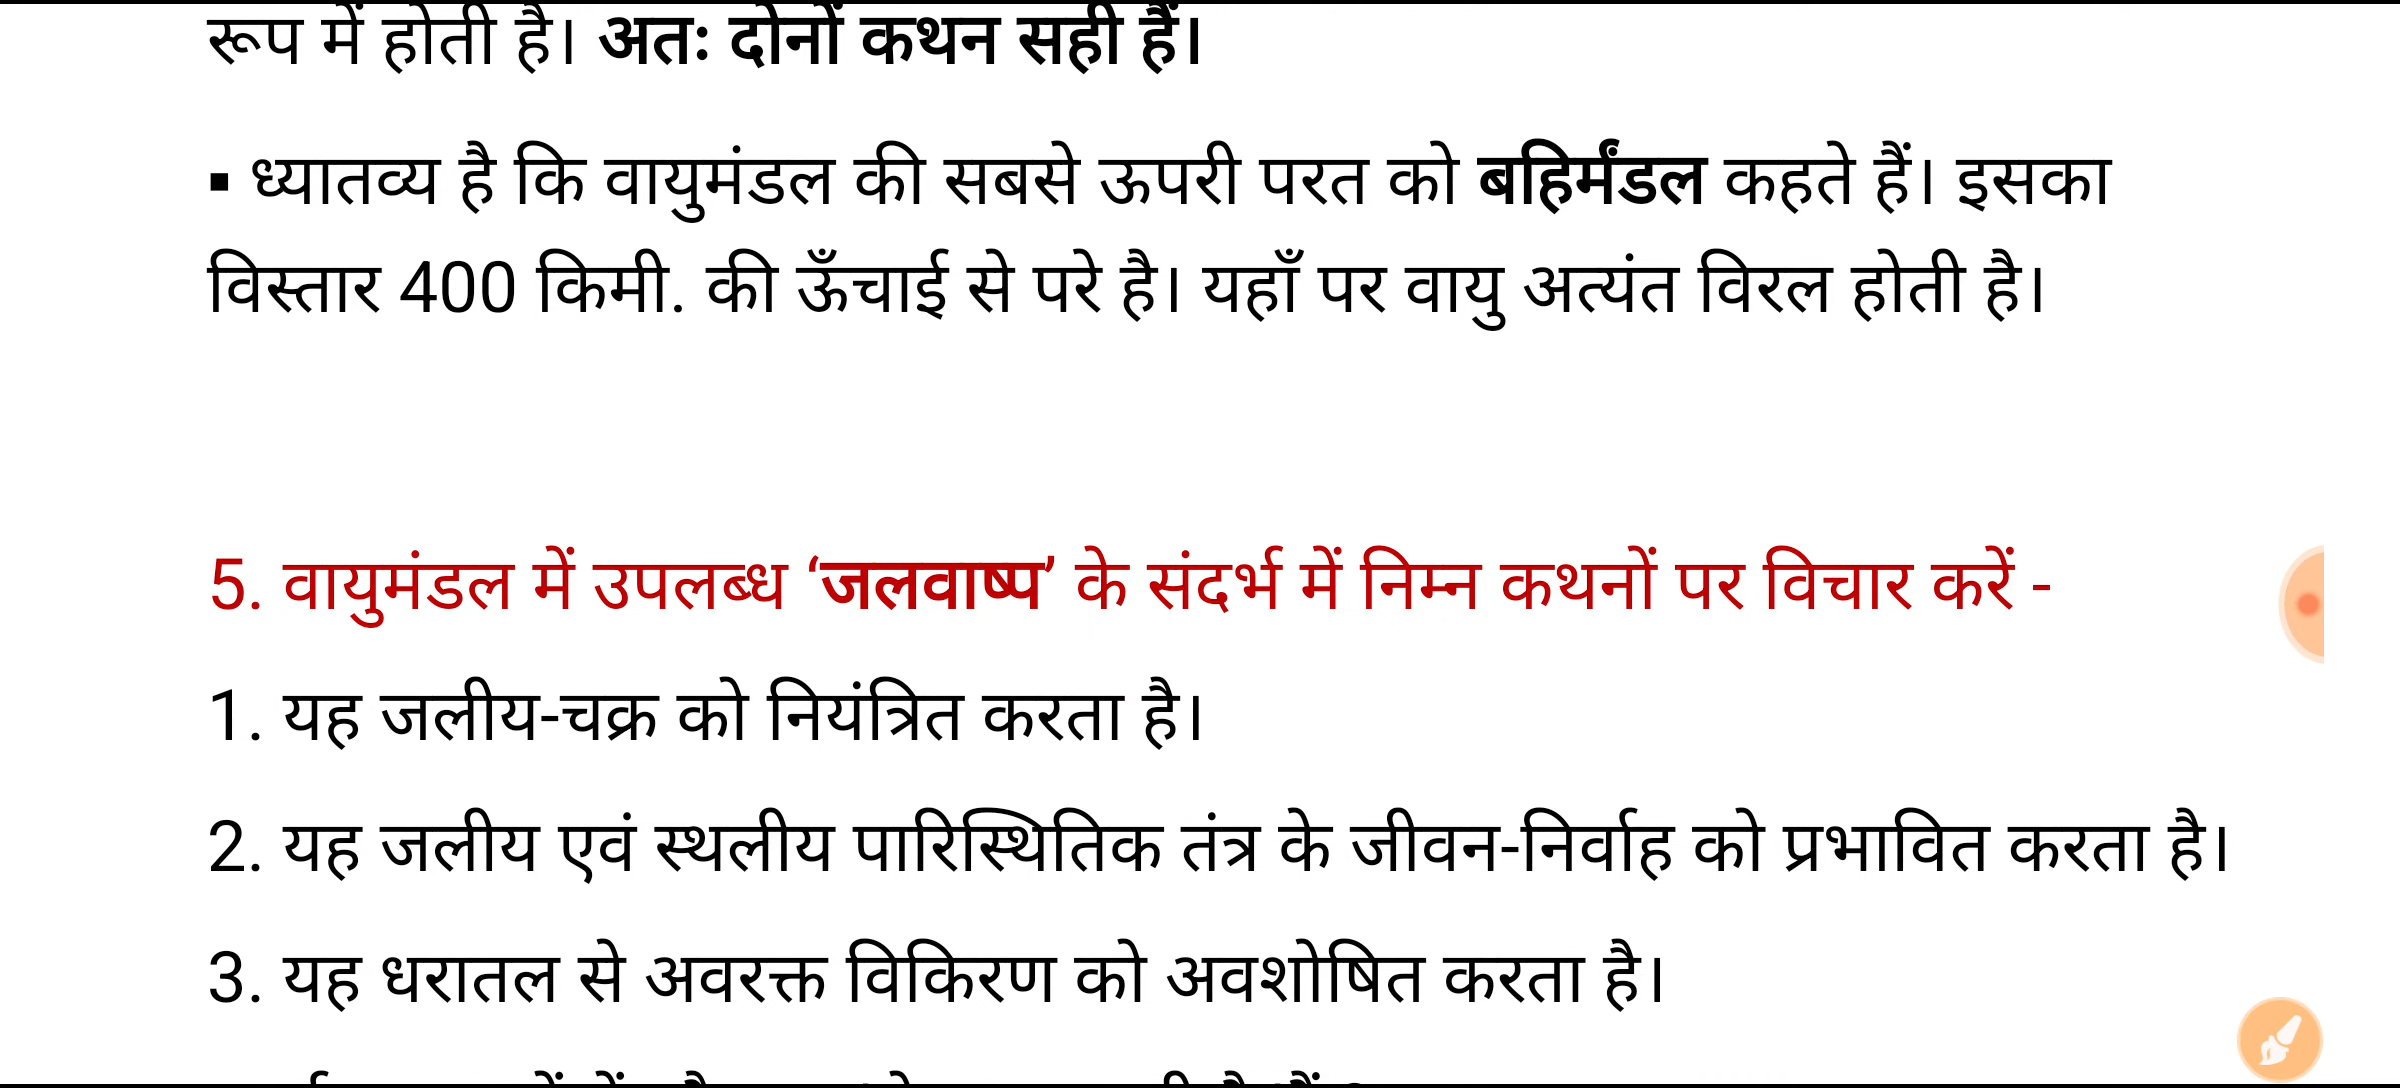 रूप में होती है। अतः दोनों कथन सही हैं।
▪ ध्यातव्य है कि वायुमंडल की सबसे ऊपरी परत को बहिर्मंडल कहते हैं। इसका
विस्तार 400 किमी. की ऊँचाई से परे है। यहाँ पर वायु अत्यंत विरल होती है।
5. वायुमंडल में उपलब्ध ‘जलवाष्प’ के संदर्भ में निम्न कथनों पर विचार करें -
1. यह जलीय-चक्र को नियंत्रित करता है।
2. यह जलीय एवं स्थलीय पारिस्थितिक तंत्र के जीवन-निर्वाह को प्रभावित करता है।
3. यह धरातल से अवरक्त विकिरण को अवशोषित करता है।